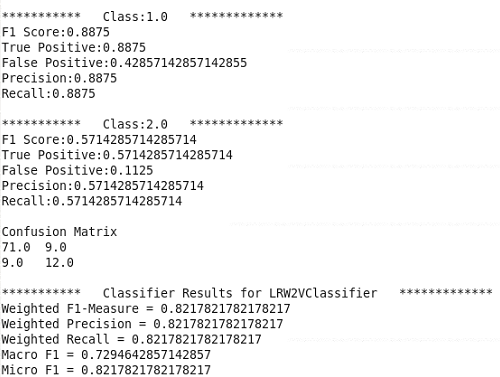 ***********   Class:1.0   *************
F1 Score:0.8875
True Positive:0.8875
False Positive:0.42857142857142855
Precision:0.8875
Recall:0.8875
***********   Class:2.0   *************
F1 Score:0.5714285714285714
True Positive:0.5714285714285714
False Positive:0.1125
Precision:0.5714285714285714
Recall:0.5714285714285714
Confusion Matrix
71.0  9.0
9.0   12.0
***********   Classifier Results for LRW2VClassifier   *************
Weighted F1-Measure = 0.8217821782178217
Weighted Precision = 0.8217821782178217
Weighted Recall = 0.8217821782178217
Macro F1 = 0.7294642857142857
Micro F1 = 0.8217821782178217